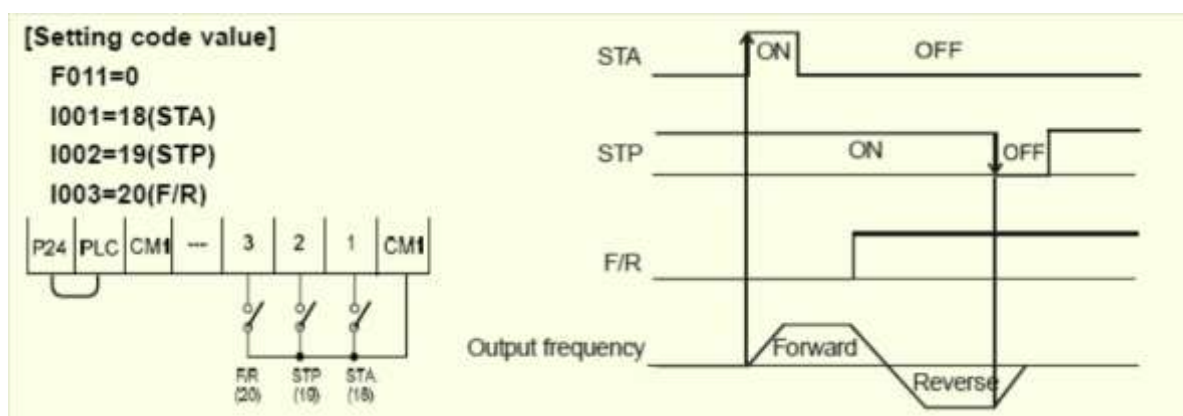 [Setting code value]
F011=0
I001=18(STA)
I002=19(STP)
I003=20(F/R)
P24 PLC CM1 --- 3 2 1 CM1
F/R STP STA
(20) (19) (18)
STA ON OFF
STP ON OFF
F/R
Output frequency Forward
Reverse